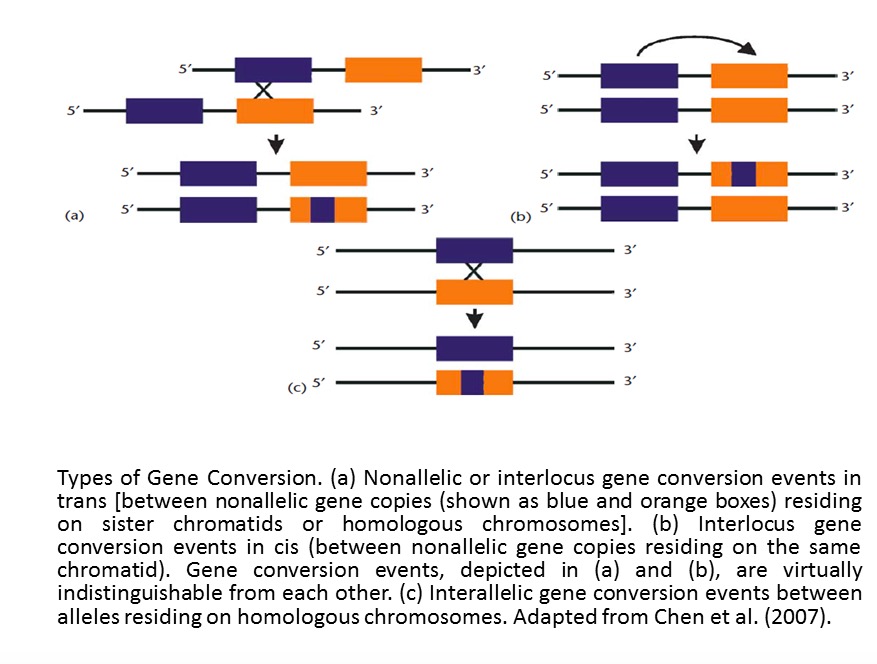 5′ 3′
5′ 3′
5′ 3′
(a) 5′ 3′
5′ 3′
5′ 3′
5′ 3′
(b) 5′ 3′
5′ 3′
5′ 3′
5′ 3′
(c) 5′ 3′
Types of Gene Conversion. (a) Nonallelic or interlocus gene conversion events in
trans [between nonallelic gene copies (shown as blue and orange boxes) residing
on sister chromatids or homologous chromosomes]. (b) Interlocus gene
conversion events in cis (between nonallelic gene copies residing on the same
chromatid). Gene conversion events, depicted in (a) and (b), are virtually
indistinguishable from each other. (c) Interallelic gene conversion events between
alleles residing on homologous chromosomes. Adapted from Chen et al. (2007).